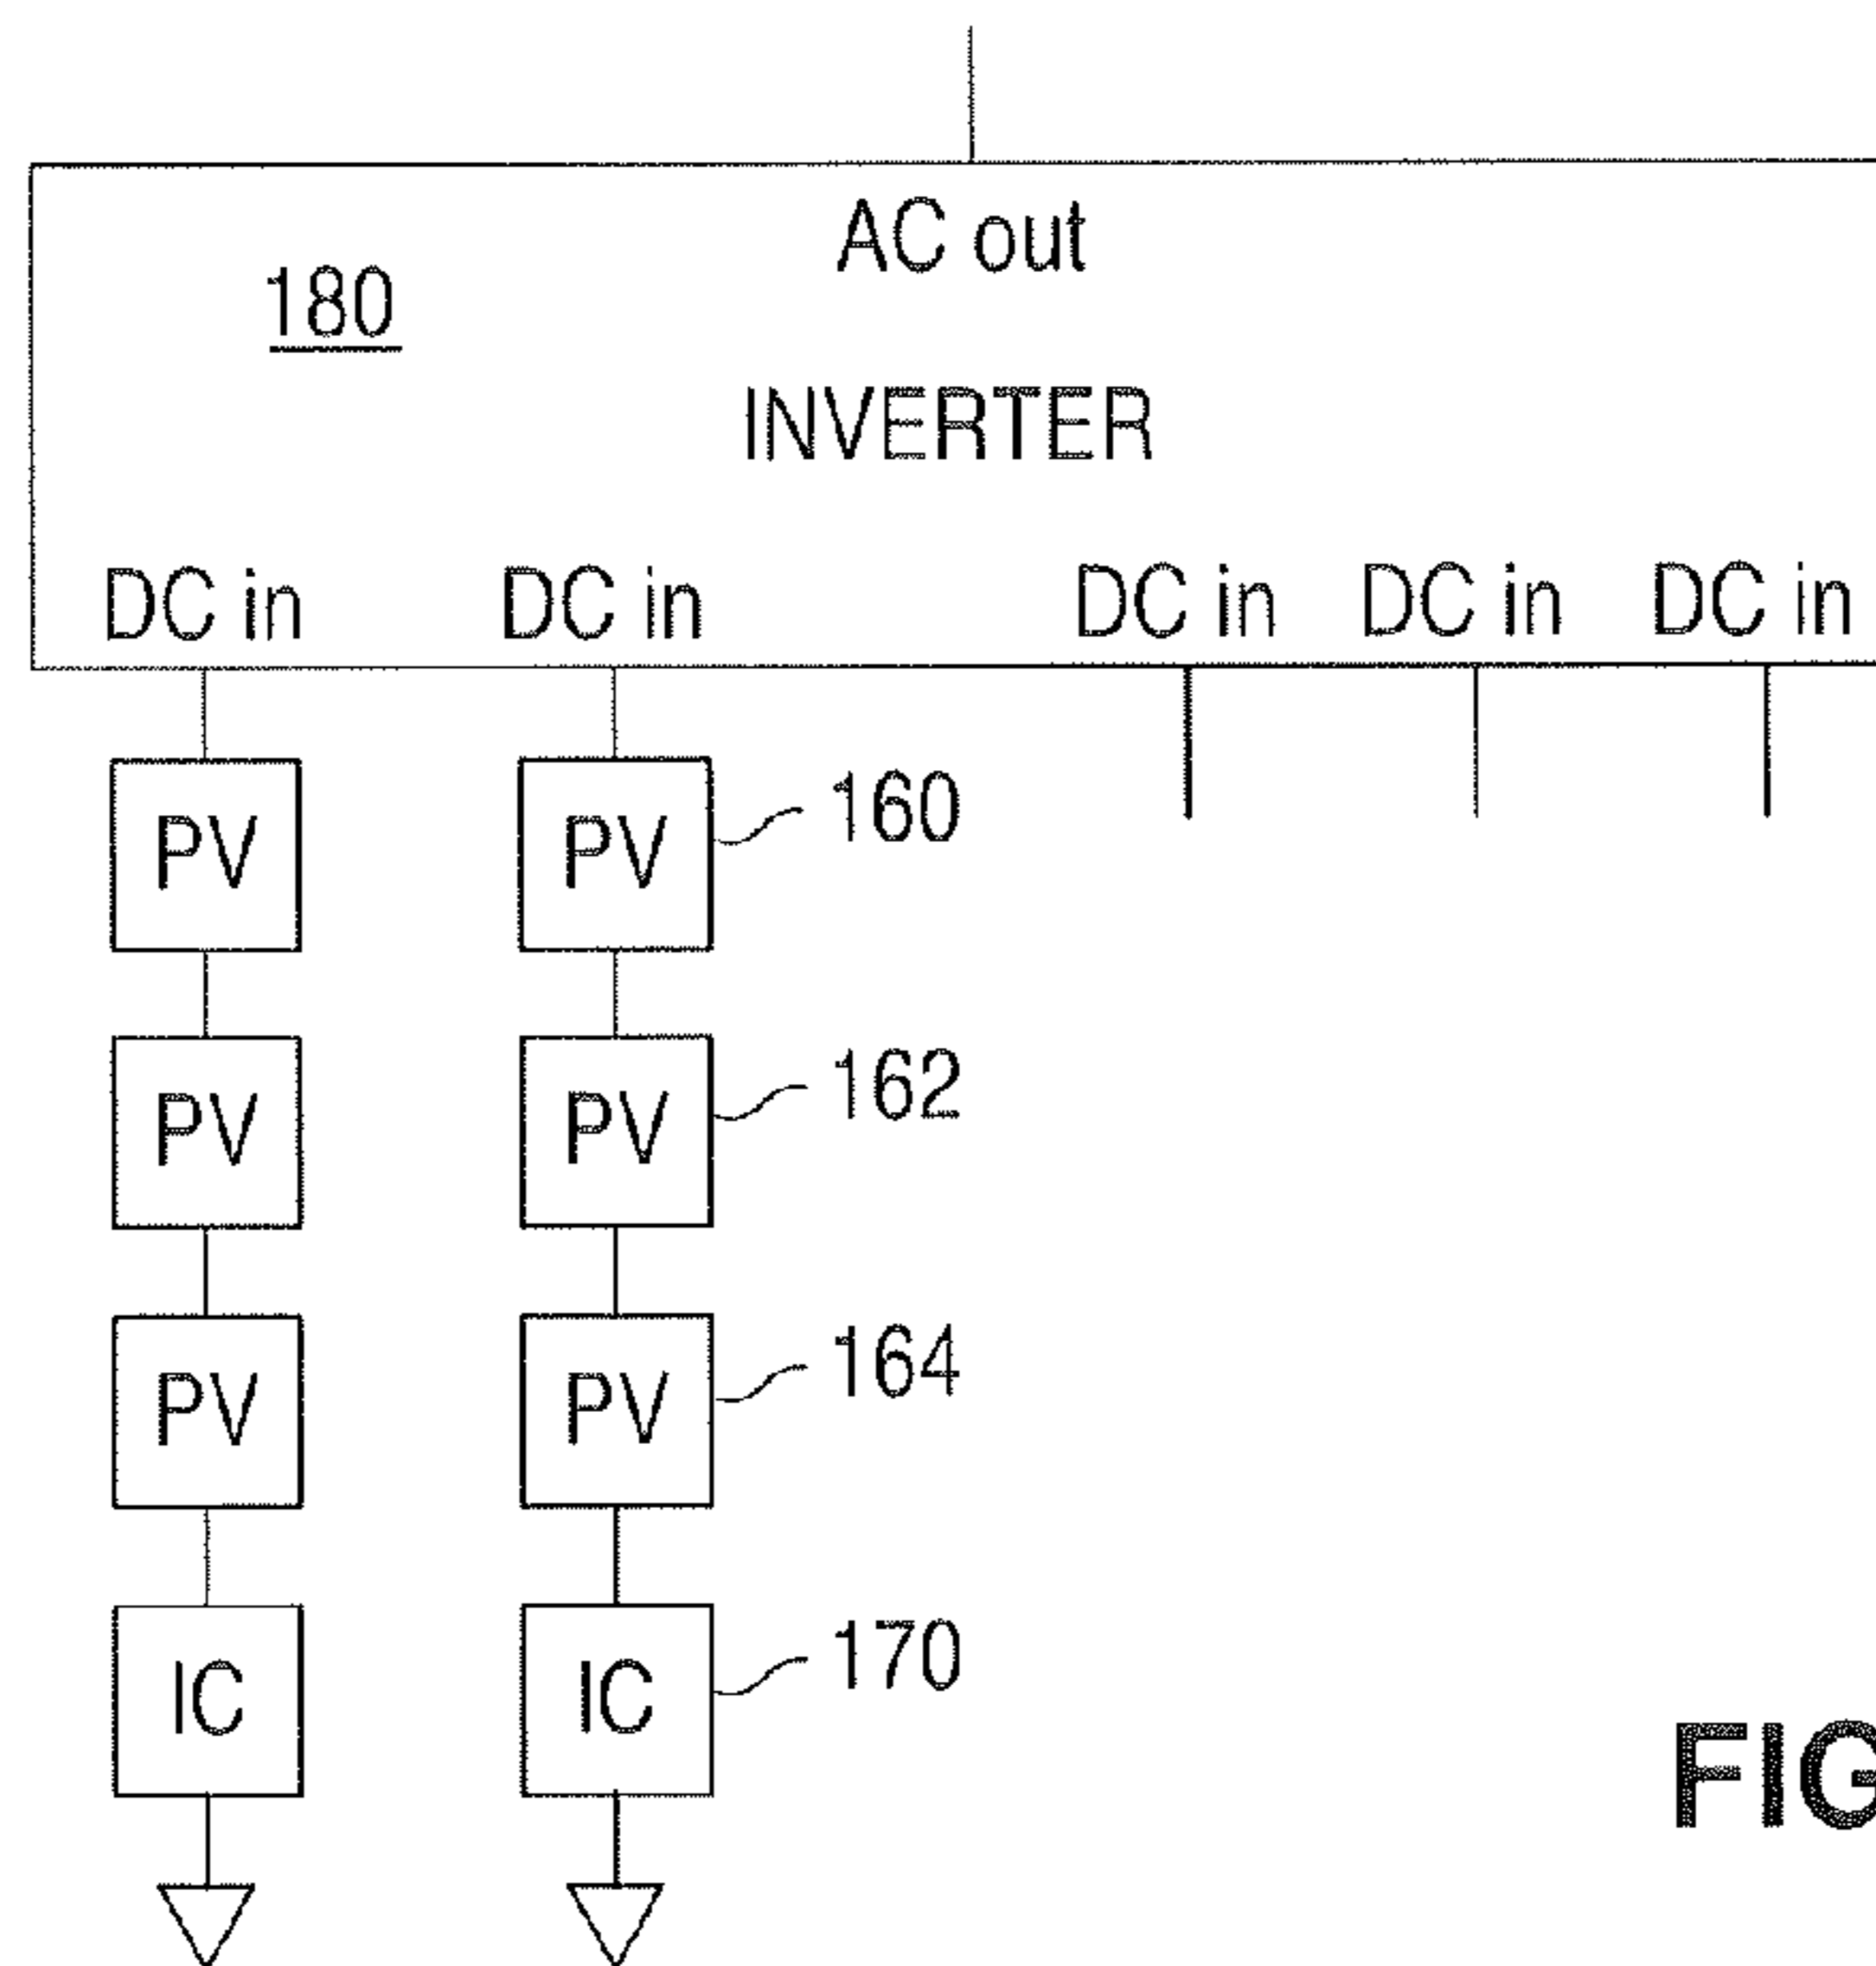 AC out
180
INVERTER
DC in DC in DC in DC in DC in
PV PV 160
PV PV 162
PV PV 164
IC IC 170
FIG